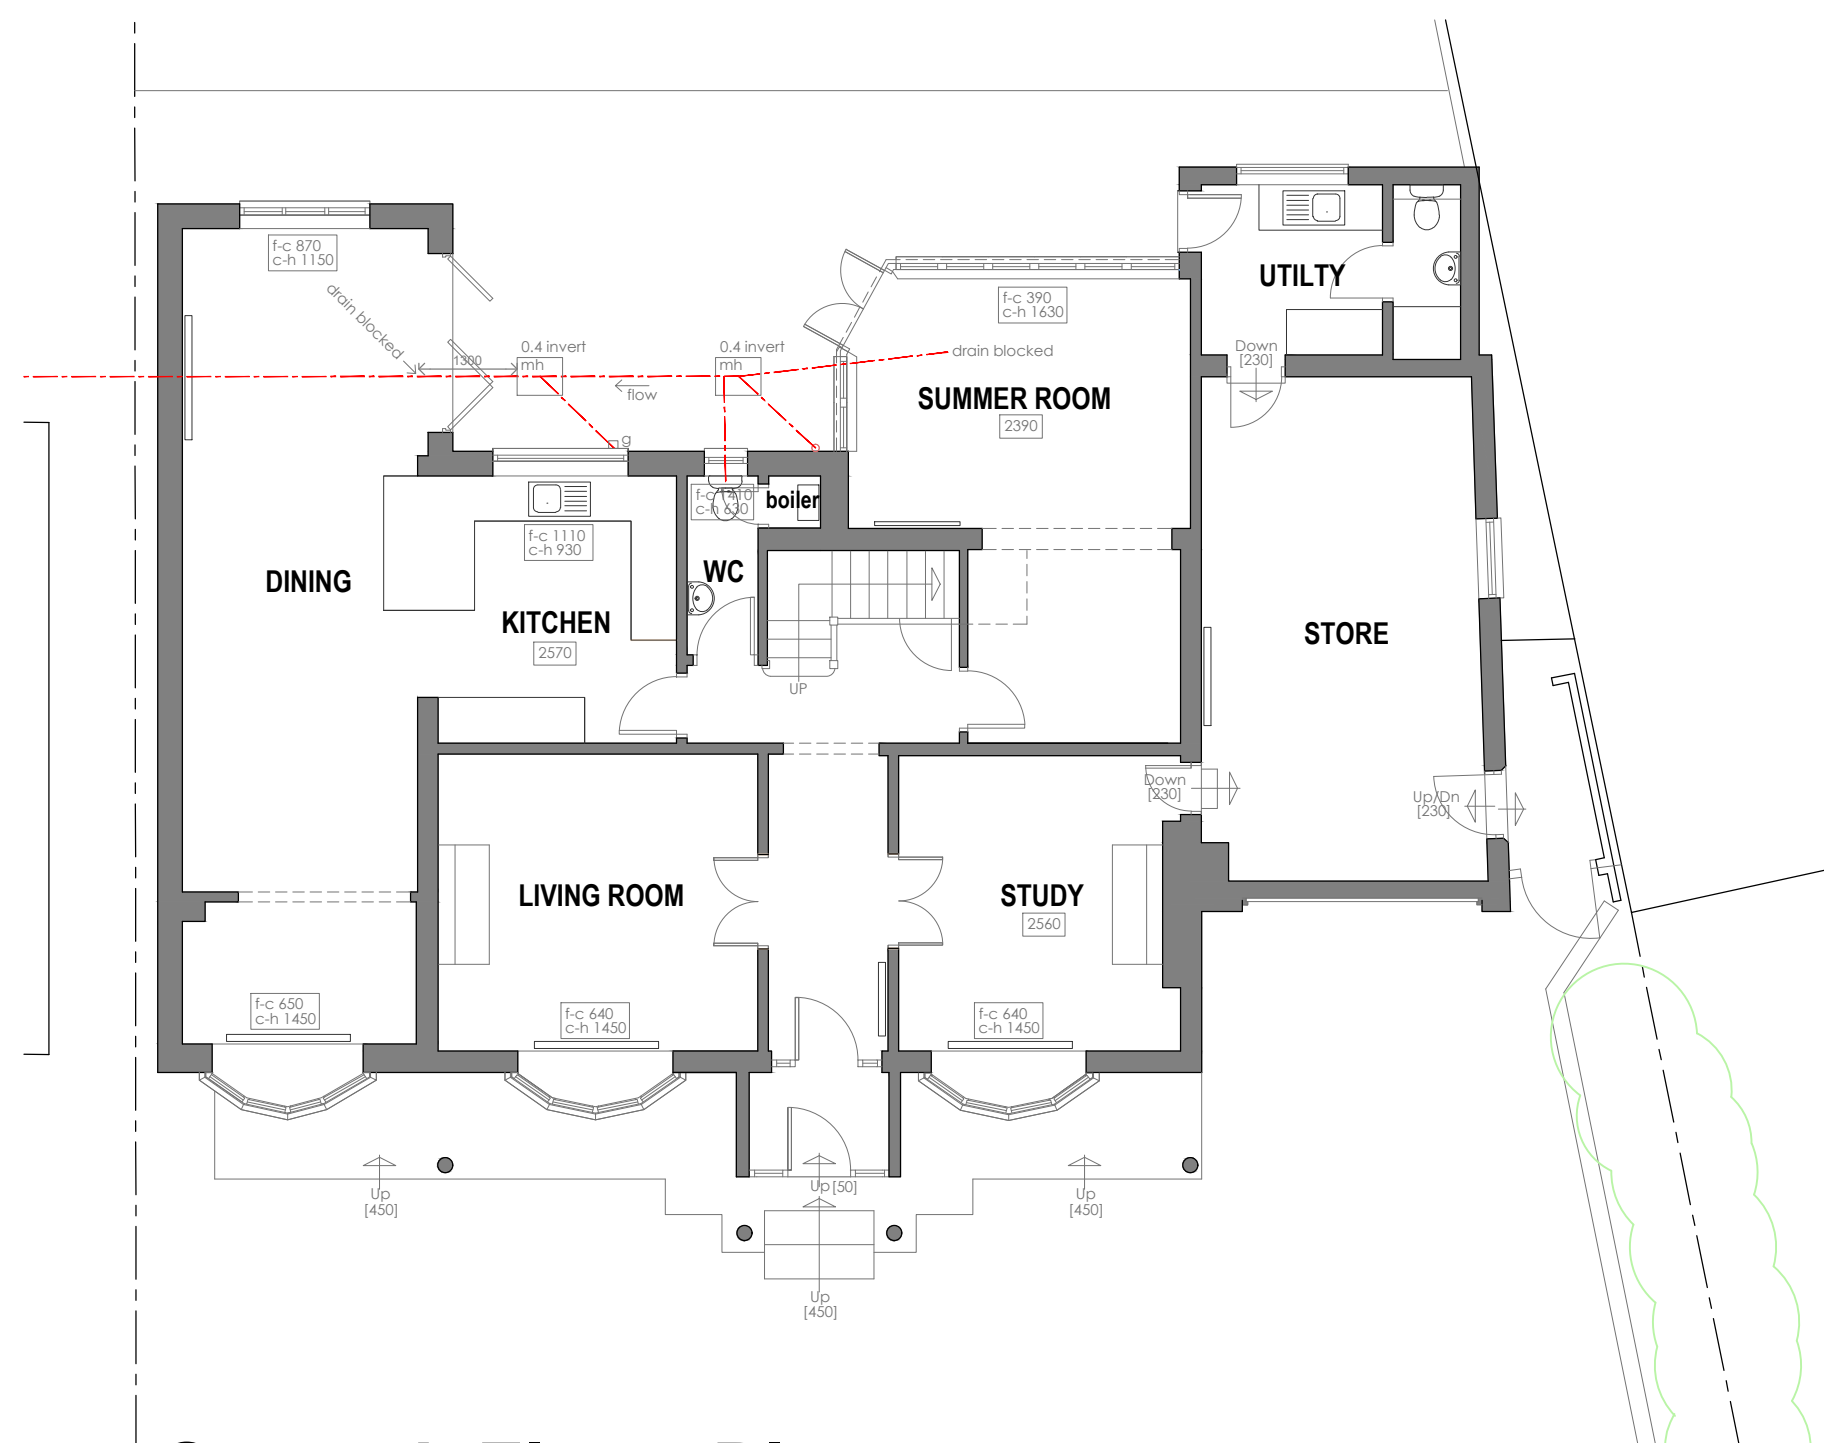 f-c 870
c-h 1150
UTILTY
drain blocked
f-c 390
c-h 1630
1300
0.4 invert
mh
0.4 invert
mh
drain blocked
flow
Down
[230]
SUMMER ROOM
2390
g
f-c 1410
c-h 630
boiler
f-c 1110
c-h 930
DINING
WC
KITCHEN
2570
STORE
UP
Down
[230]
Up/Dn
[230]
LIVING ROOM
STUDY
2560
f-c 650
c-h 1450
f-c 640
c-h 1450
f-c 640
c-h 1450
Up
[450]
Up [50]
Up
[450]
Up
[450]